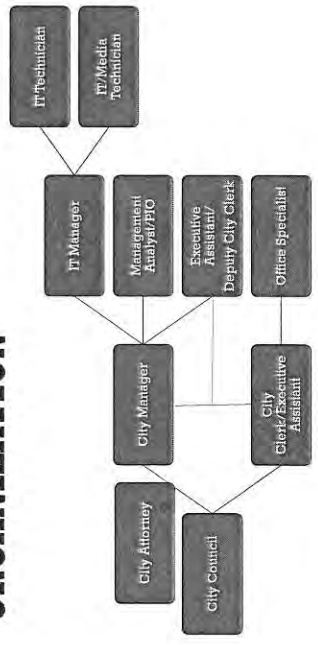 City Council
City Attorney
City
Clerk/Executive
Assistant
City Manager
Office Specialist
Executive
Assistant/
Deputy City Clerk
Management
Analyst/PIO
IT Manager
IT/Media
Technician
IT Technician